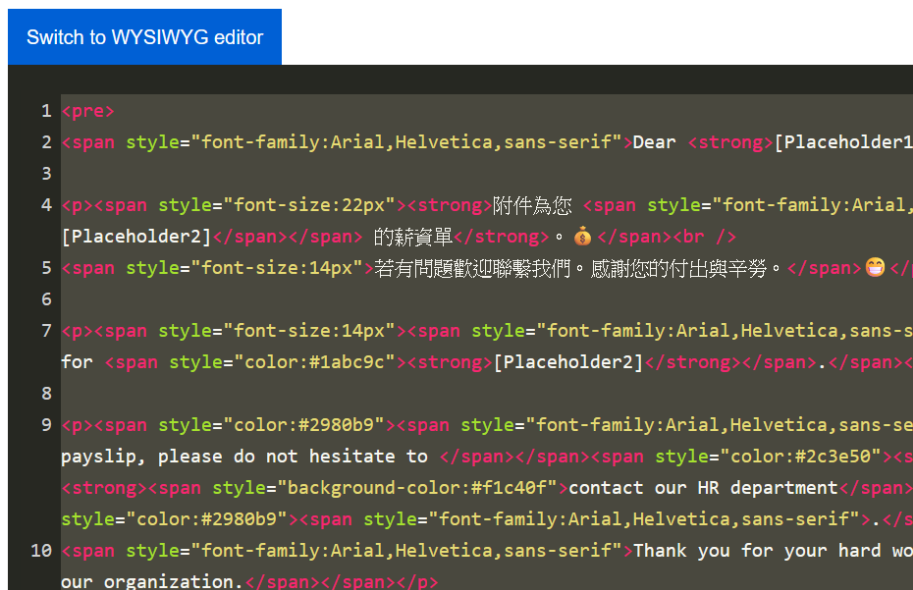 Switch to WYSIWYG editor
1 <pre>
2 <span style="font-family:Arial,Helvetica,sans-serif">Dear <strong>[Placeholder1
3
4 <p><span style="font-size:22px"><strong>附件為您 <span style="font-family:Arial,
[Placeholder2]</span></span> 的薪資單</strong>。💰</span><br />
5 <span style="font-size:14px">若有問題歡迎聯繫我們。感謝您的付出與辛勞。</span>😁</p
6
7 <p><span style="font-size:14px"><span style="font-family:Arial,Helvetica,sans-s
for <span style="color:#1abc9c"><strong>[Placeholder2]</strong></span>.</span><
8
9 <p><span style="color:#2980b9"><span style="font-family:Arial,Helvetica,sans-se
payslip, please do not hesitate to </span></span><span style="color:#2c3e50"><s
<strong><span style="background-color:#f1c40f">contact our HR department</span>
style="color:#2980b9"><span style="font-family:Arial,Helvetica,sans-serif">.</s
10 <span style="font-family:Arial,Helvetica,sans-serif">Thank you for your hard wo
our organization.</span></span></p>